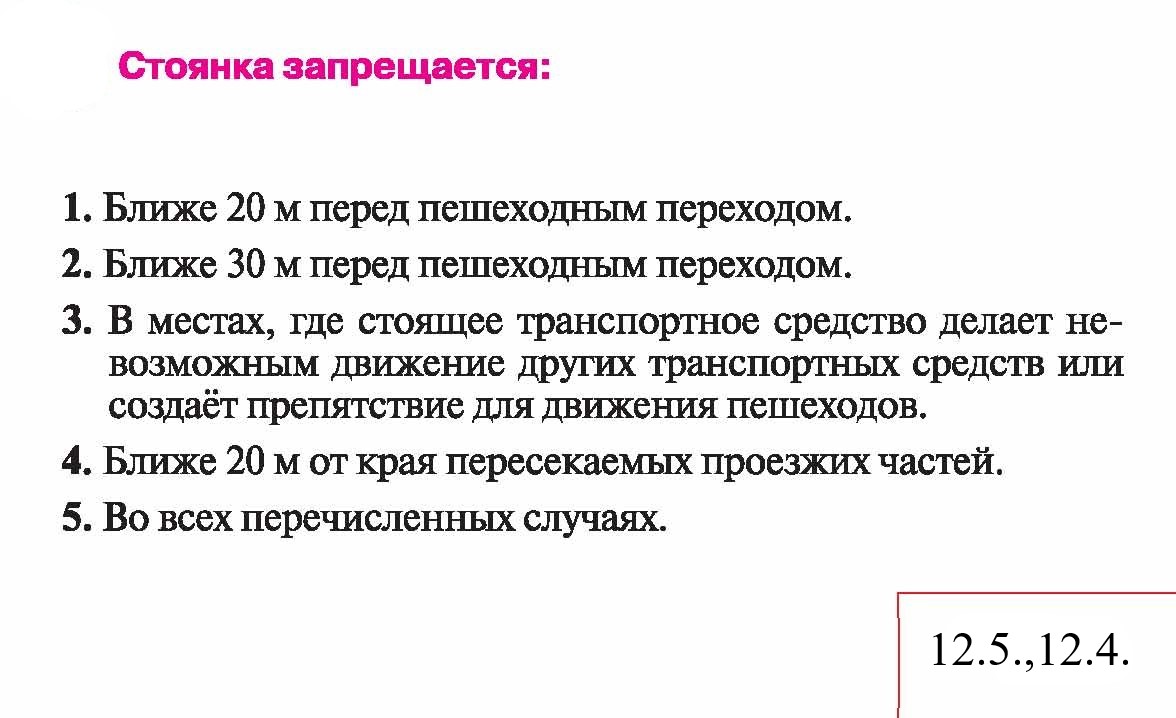 Стоянка запрещается:
1. Ближе 20 м перед пешеходным переходом.
2. Ближе 30 м перед пешеходным переходом.
3. В местах, где стоящее транспортное средство делает не-
возможным движение других транспортных средств или
создаёт препятствие для движения пешеходов.
4. Ближе 20 м от края пересекаемых проезжих частей.
5. Во всех перечисленных случаях.
12.5.,12.4.